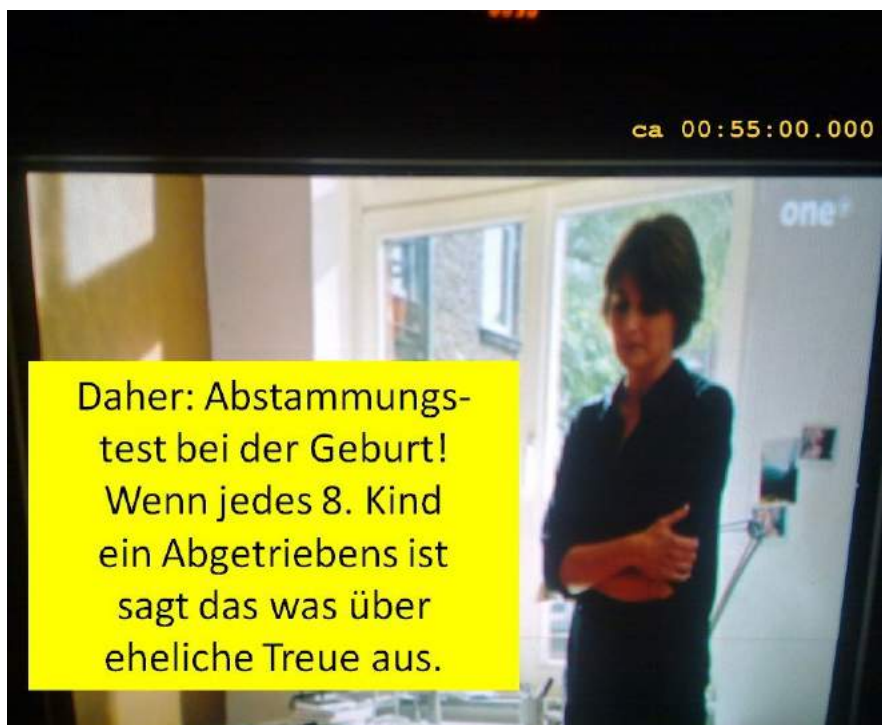 ca 00:55:00.000
one
Daher: Abstammungs-
test bei der Geburt!
Wenn jedes 8. Kind
ein Abgetriebens ist
sagt das was über
eheliche Treue aus.